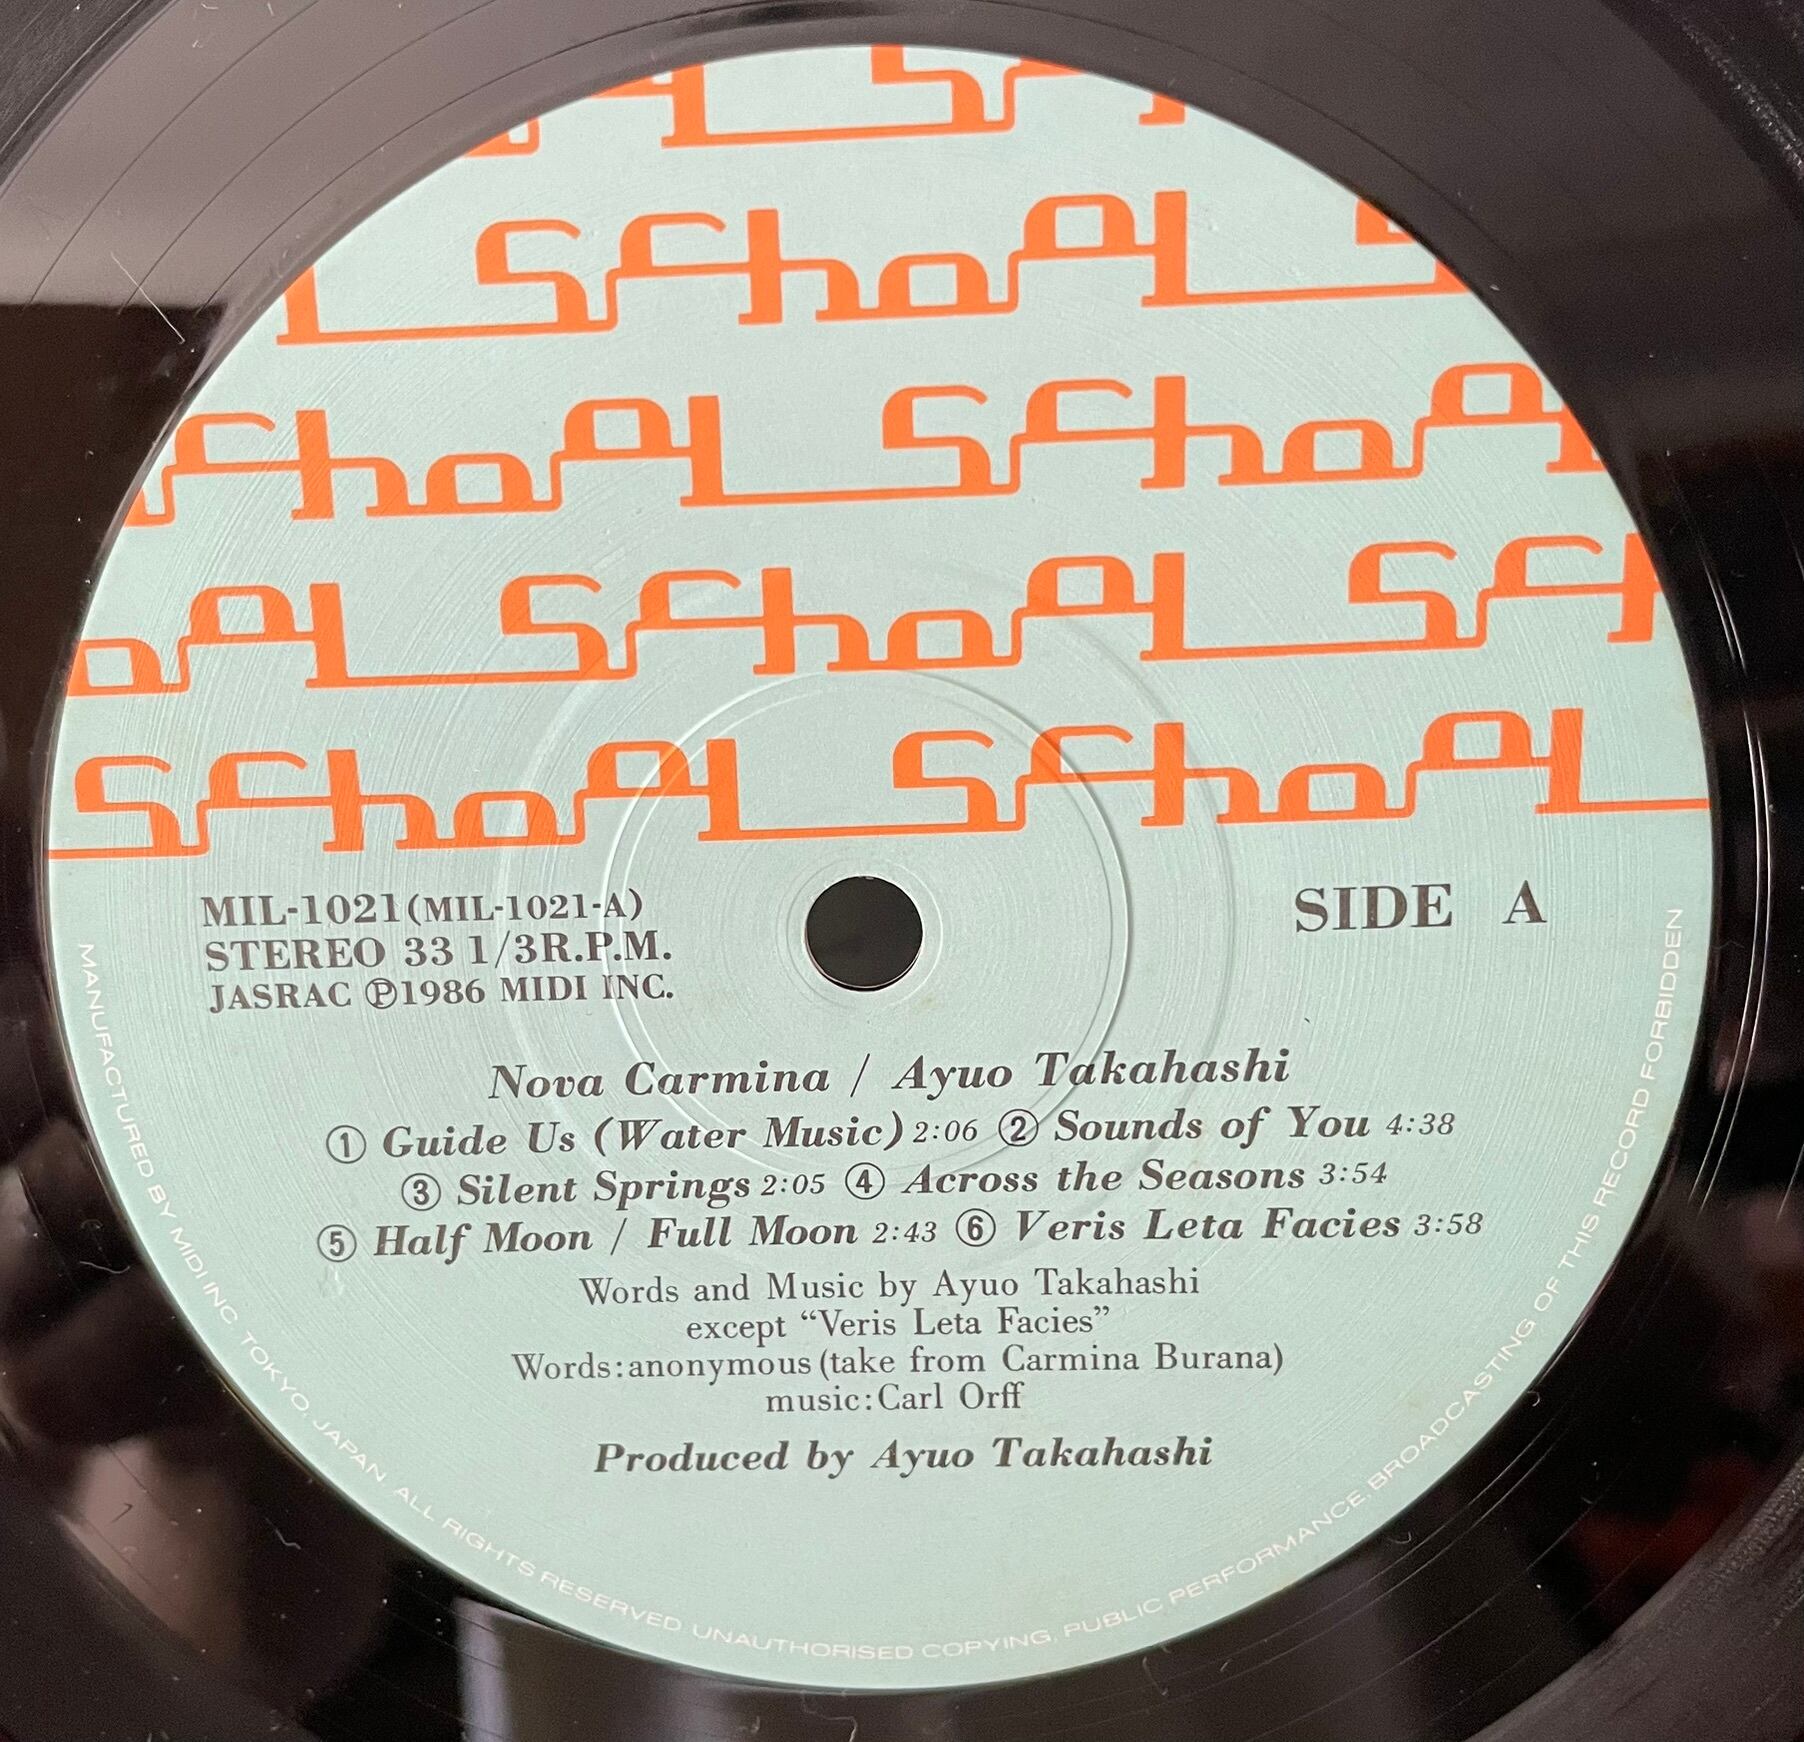 School School
School School
School School
School School
MIL-1021(MIL-1021-A)
STEREO 33 1/3R.P.M.
JASRAC Ⓟ1986 MIDI INC.
SIDE A
Nova Carmina / Ayuo Takahashi
① Guide Us (Water Music) 2:06 ② Sounds of You 4:38
③ Silent Springs 2:05 ④ Across the Seasons 3:54
⑤ Half Moon / Full Moon 2:43 ⑥ Veris Leta Facies 3:58
Words and Music by Ayuo Takahashi
except “Veris Leta Facies”
Words:anonymous(take from Carmina Burana)
music:Carl Orff
Produced by Ayuo Takahashi
MANUFACTURED BY MIDI INC. TOKYO, JAPAN. ALL RIGHTS RESERVED. UNAUTHORISED COPYING, PUBLIC PERFORMANCE, BROADCASTING OF THIS RECORD FORBIDDEN